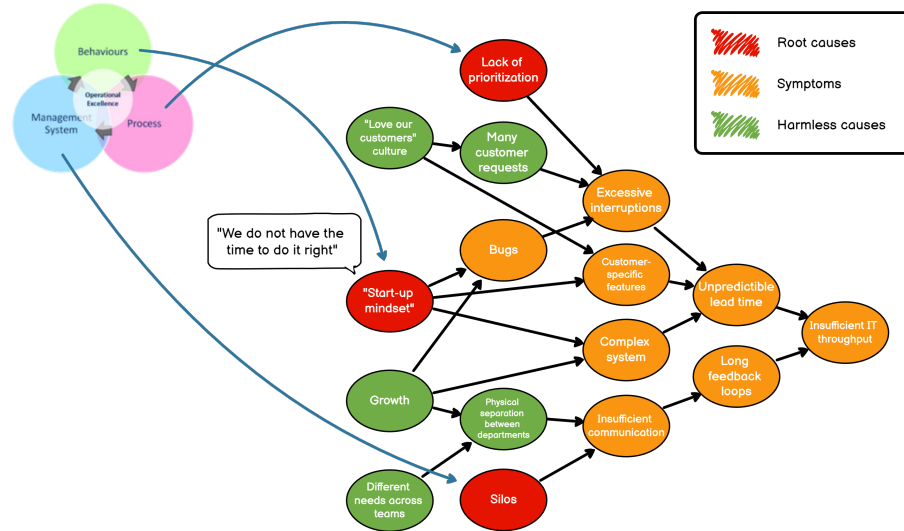 Behaviours
Operational
Excellence
Management
System
Process
Root causes
Symptoms
Harmless causes
Lack of
prioritization
"Love our
customers"
culture
Many
customer
requests
Excessive
interruptions
"We do not have the
time to do it right"
Bugs
Customer-
specific
features
"Start-up
mindset"
Unpredictible
lead time
Insufficient IT
throughput
Complex
system
Long
feedback
loops
Growth
Physical
separation
between
departments
Insufficient
communication
Different
needs across
teams
Silos